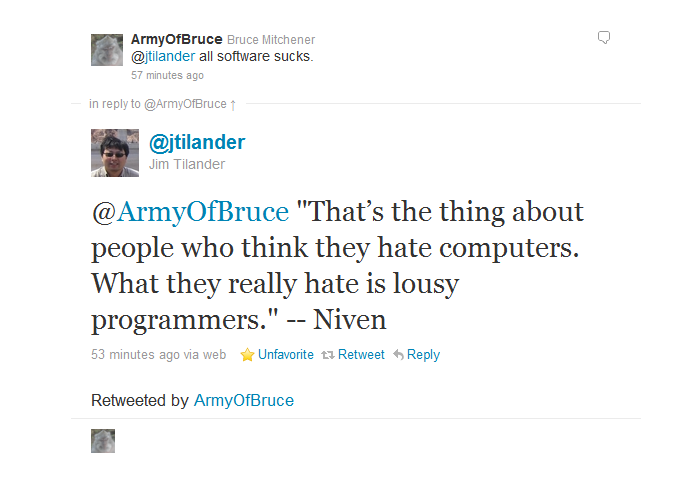 ArmyOfBruce Bruce Mitchener
@jtilander all software sucks.
57 minutes ago
in reply to @ArmyOfBruce ↑
@jtilander
Jim Tilander
@ArmyOfBruce "That’s the thing about
people who think they hate computers.
What they really hate is lousy
programmers." -- Niven
53 minutes ago via web Unfavorite Retweet Reply
Retweeted by ArmyOfBruce